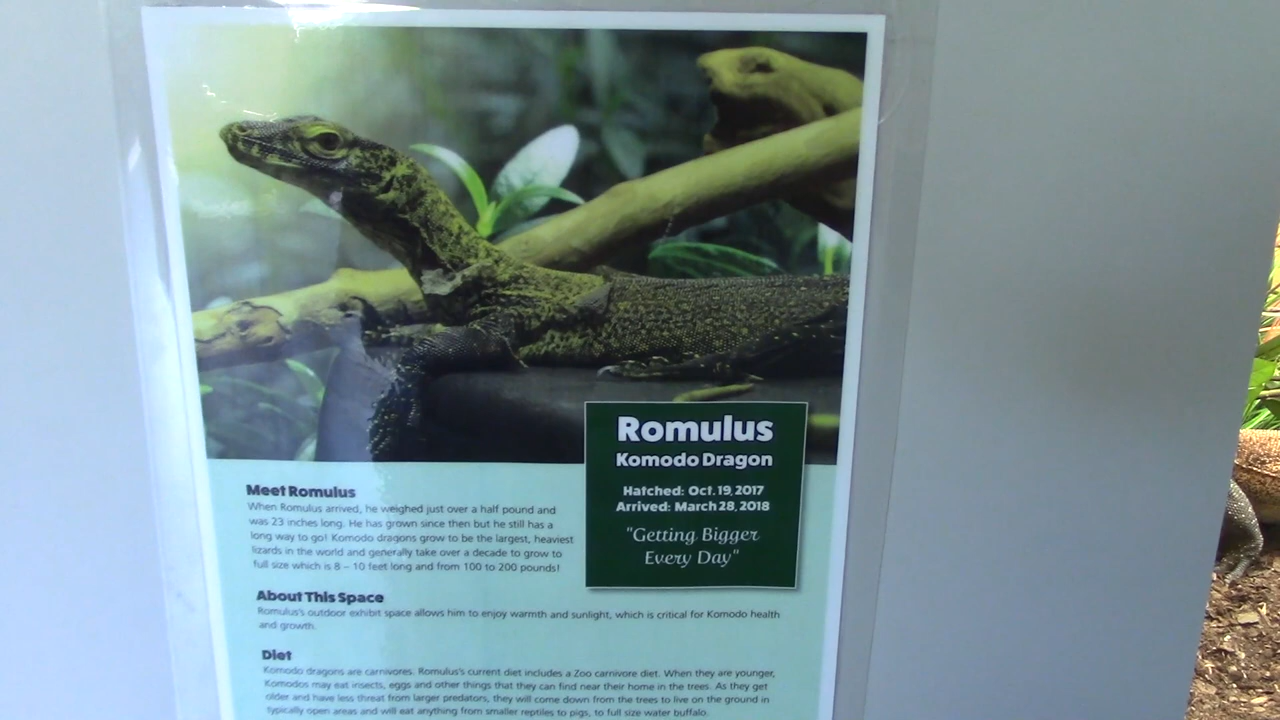 Romulus
Komodo Dragon
Hatched: Oct. 19, 2017
Arrived: March 28, 2018
"Getting Bigger
Every Day"
Meet Romulus
When Romulus arrived, he weighed just over a half pound and
was 23 inches long. He has grown since then but he still has a
long way to go! Komodo dragons grow to be the largest, heaviest
lizards in the world and generally take over a decade to grow to
full size which is 8 – 10 feet long and from 100 to 200 pounds!
About This Space
Romulus's outdoor exhibit space allows him to enjoy warmth and sunlight, which is critical for Komodo health
and growth.
Diet
Komodo dragons are carnivores. Romulus's current diet includes a Zoo carnivore diet. When they are younger,
Komodos may eat insects, eggs and other things that they can find near their home in the trees. As they get
older and have less threat from larger predators, they will come down from the trees to live on the ground in
typically open areas and will eat anything from smaller reptiles to pigs, to full size water buffalo.